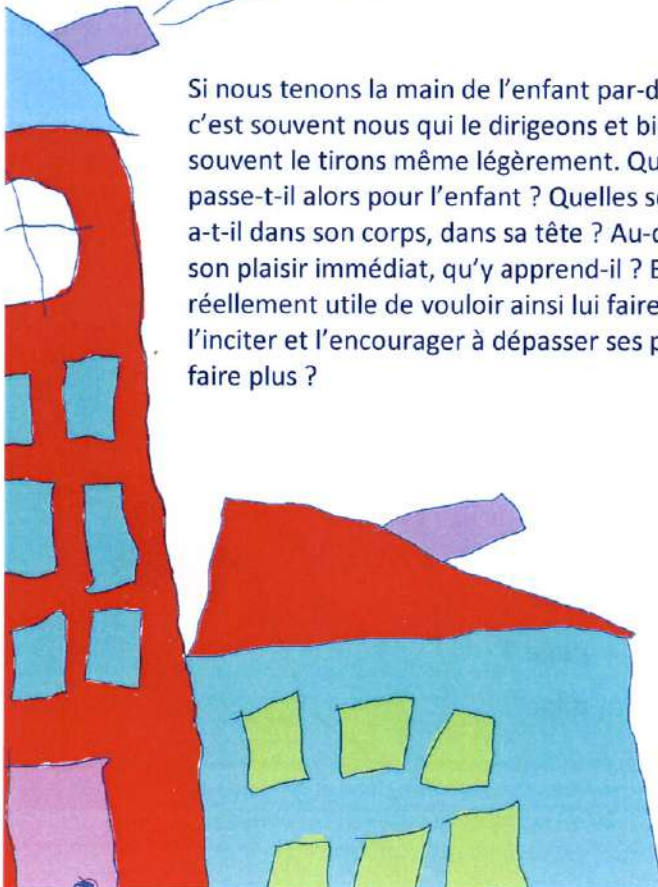 Si nous tenons la main de l'enfant par-d
c'est souvent nous qui le dirigeons et bi
souvent le tirons même légèrement. Qu
passe-t-il alors pour l'enfant ? Quelles s
a-t-il dans son corps, dans sa tête ? Au-d
son plaisir immédiat, qu'y apprend-il ? E
réellement utile de vouloir ainsi lui faire
l'inciter et l'encourager à dépasser ses p
faire plus ?